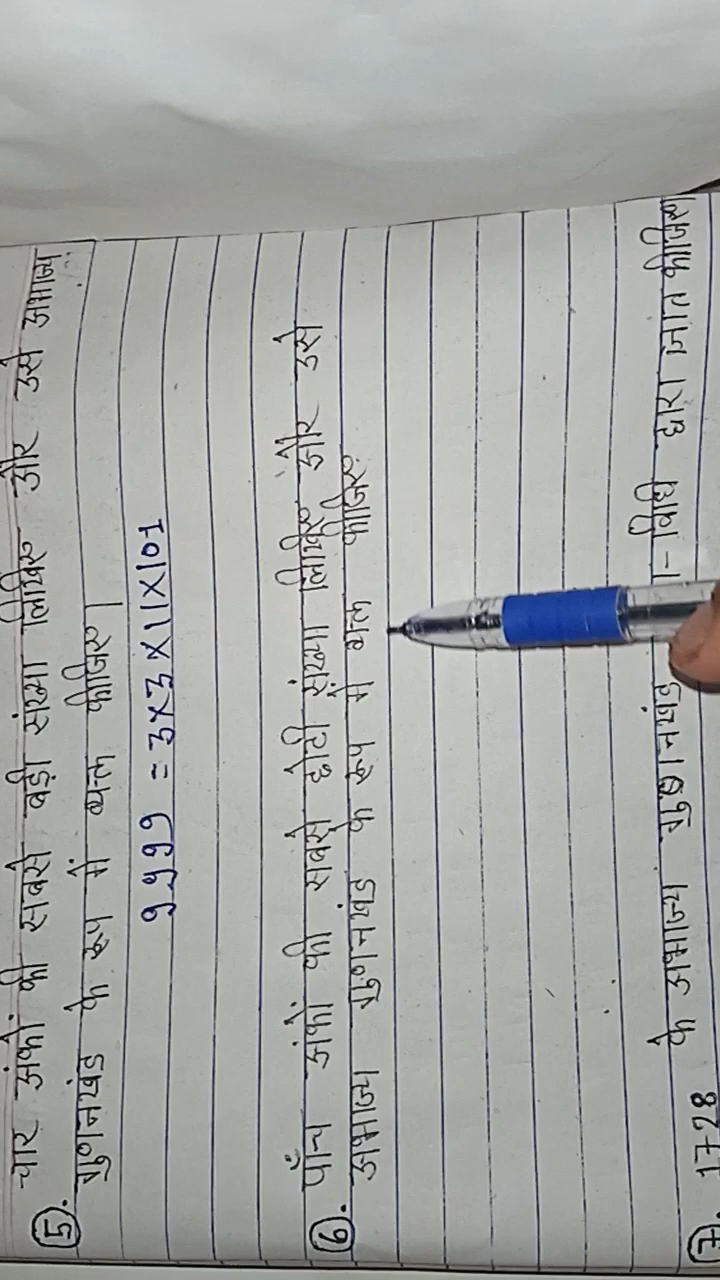 5. चार अंकों की सबसे बड़ी संख्या लिखिए और उसे अभाज्य
गुणनखंड के रूप में व्यक्त कीजिए।
9999 = 3×3×11×101
6. पाँच अंकों की सबसे छोटी संख्या लिखिए और उसे
अभाज्य गुणनखंड के रूप में व्यक्त कीजिए
7. 1728 के अभाज्य गुणनखंड - विधि द्वारा ज्ञात कीजिए